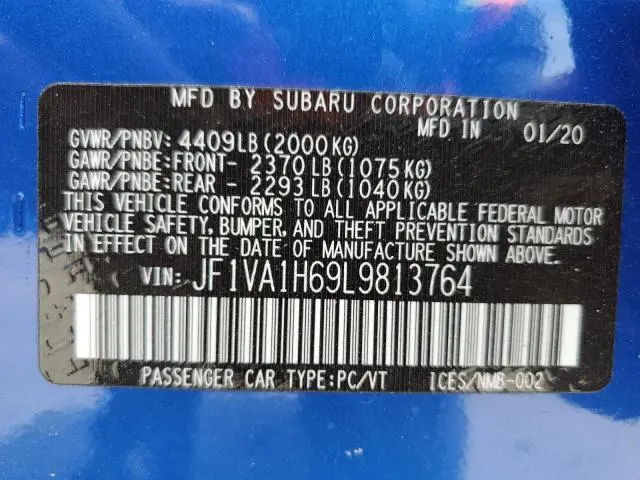 MFD BY SUBARU CORPORATION
MFD IN 01/20
GVWR/PNBV: 4409LB(2000KG)
GAWR/PNBE:FRONT- 2370LB(1075KG)
GAWR/PNBE:REAR - 2293LB(1040KG)
THIS VEHICLE CONFORMS TO ALL APPLICABLE FEDERAL MOTOR
VEHICLE SAFETY, BUMPER, AND THEFT PREVENTION STANDARDS
IN EFFECT ON THE DATE OF MANUFACTURE SHOWN ABOVE.
VIN: JF1VA1H69L9813764
PASSENGER CAR TYPE:PC/VT ICES/NMB-002